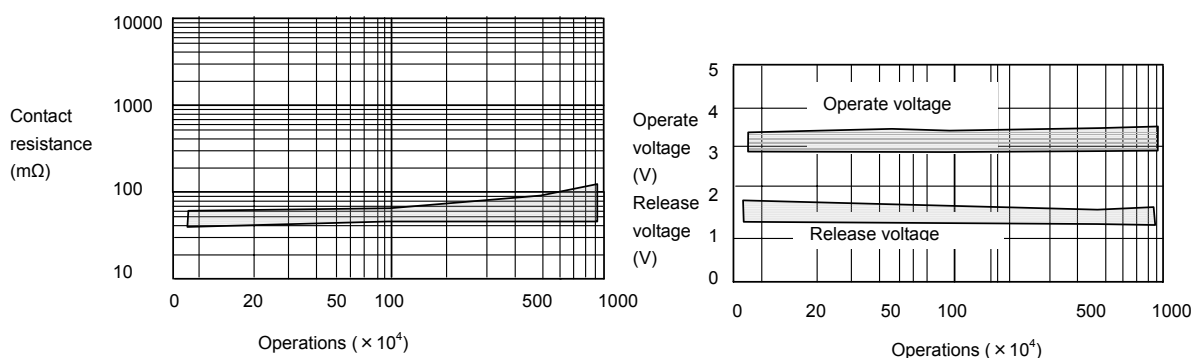 10000
1000
100
10
Contact
resistance
(mΩ)
0 20 50 100 500 1000
Operations ( × 10⁴)
5
4
3
2
1
0
Operate
voltage
(V)
Release
voltage
(V)
Operate voltage
Release voltage
0 20 50 100 500 1000
Operations ( × 10⁴)